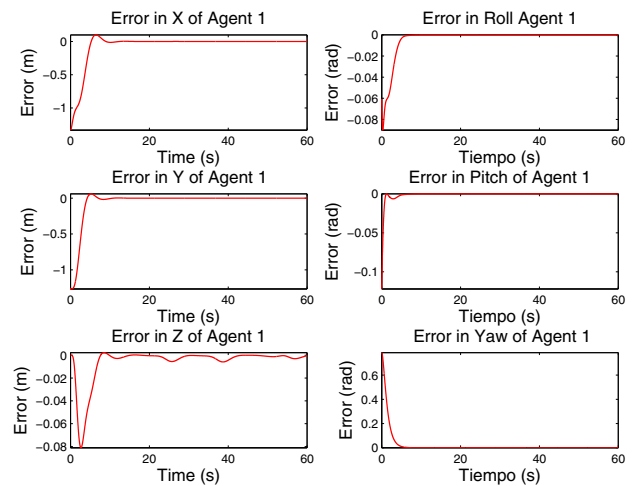 Error in X of Agent 1
Error (m)
0
−0.5
−1
0 20 40 60
Time (s)
Error in Roll Agent 1
Error (rad)
0
−0.02
−0.04
−0.06
−0.08
0 20 40 60
Tiempo (s)
Error in Y of Agent 1
Error (m)
0
−0.5
−1
0 20 40 60
Time (s)
Error in Pitch of Agent 1
Error (rad)
0
−0.05
−0.1
0 20 40 60
Tiempo (s)
Error in Z of Agent 1
Error (m)
0
−0.02
−0.04
−0.06
−0.08
0 20 40 60
Time (s)
Error in Yaw of Agent 1
Error (rad)
0.6
0.4
0.2
0
0 20 40 60
Tiempo (s)